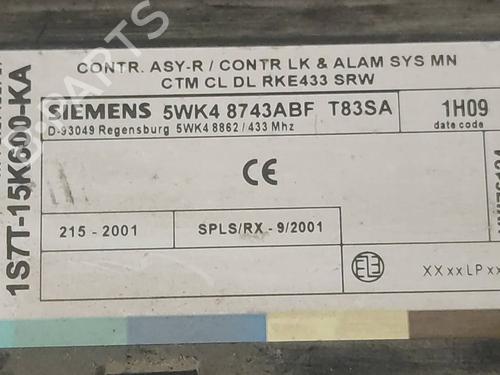 CONTR. ASY-R / CONTR LK & ALAM SYS MN
CTM CL DL RKE433 SRW
SIEMENS 5WK4 8743ABF T83SA
1H09
D-93049 Regensburg 5WK4 8862 / 433 Mhz
date code
CE
215 - 2001
SPLS/RX - 9/2001
XXxxLPxx
1S7T-15K600-KA
PARTS